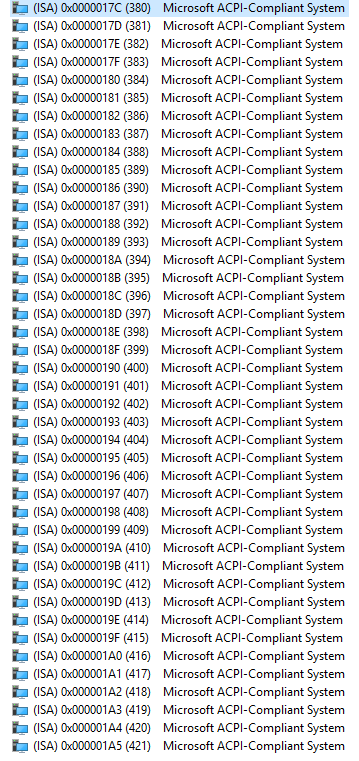 (ISA) 0x0000017C (380) Microsoft ACPI-Compliant System
(ISA) 0x0000017D (381) Microsoft ACPI-Compliant System
(ISA) 0x0000017E (382) Microsoft ACPI-Compliant System
(ISA) 0x0000017F (383) Microsoft ACPI-Compliant System
(ISA) 0x00000180 (384) Microsoft ACPI-Compliant System
(ISA) 0x00000181 (385) Microsoft ACPI-Compliant System
(ISA) 0x00000182 (386) Microsoft ACPI-Compliant System
(ISA) 0x00000183 (387) Microsoft ACPI-Compliant System
(ISA) 0x00000184 (388) Microsoft ACPI-Compliant System
(ISA) 0x00000185 (389) Microsoft ACPI-Compliant System
(ISA) 0x00000186 (390) Microsoft ACPI-Compliant System
(ISA) 0x00000187 (391) Microsoft ACPI-Compliant System
(ISA) 0x00000188 (392) Microsoft ACPI-Compliant System
(ISA) 0x00000189 (393) Microsoft ACPI-Compliant System
(ISA) 0x0000018A (394) Microsoft ACPI-Compliant System
(ISA) 0x0000018B (395) Microsoft ACPI-Compliant System
(ISA) 0x0000018C (396) Microsoft ACPI-Compliant System
(ISA) 0x0000018D (397) Microsoft ACPI-Compliant System
(ISA) 0x0000018E (398) Microsoft ACPI-Compliant System
(ISA) 0x0000018F (399) Microsoft ACPI-Compliant System
(ISA) 0x00000190 (400) Microsoft ACPI-Compliant System
(ISA) 0x00000191 (401) Microsoft ACPI-Compliant System
(ISA) 0x00000192 (402) Microsoft ACPI-Compliant System
(ISA) 0x00000193 (403) Microsoft ACPI-Compliant System
(ISA) 0x00000194 (404) Microsoft ACPI-Compliant System
(ISA) 0x00000195 (405) Microsoft ACPI-Compliant System
(ISA) 0x00000196 (406) Microsoft ACPI-Compliant System
(ISA) 0x00000197 (407) Microsoft ACPI-Compliant System
(ISA) 0x00000198 (408) Microsoft ACPI-Compliant System
(ISA) 0x00000199 (409) Microsoft ACPI-Compliant System
(ISA) 0x0000019A (410) Microsoft ACPI-Compliant System
(ISA) 0x0000019B (411) Microsoft ACPI-Compliant System
(ISA) 0x0000019C (412) Microsoft ACPI-Compliant System
(ISA) 0x0000019D (413) Microsoft ACPI-Compliant System
(ISA) 0x0000019E (414) Microsoft ACPI-Compliant System
(ISA) 0x0000019F (415) Microsoft ACPI-Compliant System
(ISA) 0x000001A0 (416) Microsoft ACPI-Compliant System
(ISA) 0x000001A1 (417) Microsoft ACPI-Compliant System
(ISA) 0x000001A2 (418) Microsoft ACPI-Compliant System
(ISA) 0x000001A3 (419) Microsoft ACPI-Compliant System
(ISA) 0x000001A4 (420) Microsoft ACPI-Compliant System
(ISA) 0x000001A5 (421) Microsoft ACPI-Compliant System